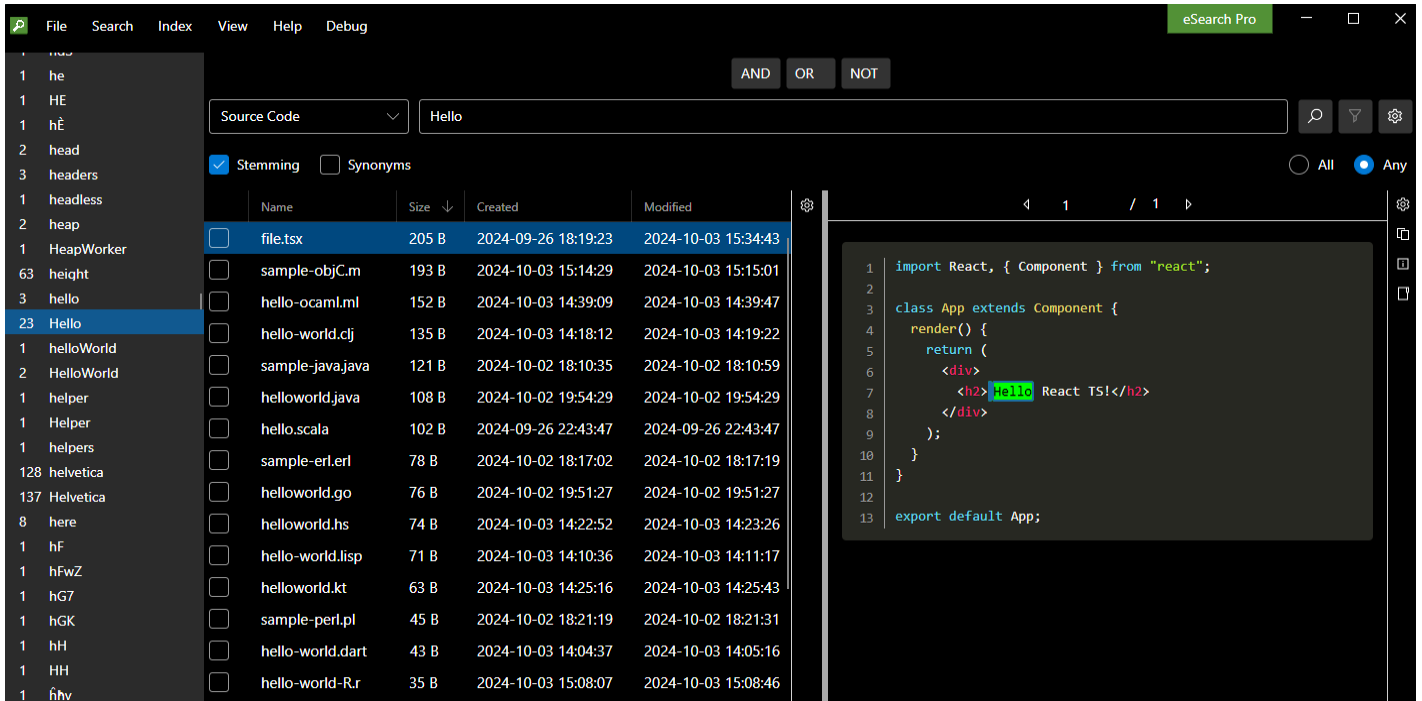 File Search Index View Help Debug eSearch Pro
AND OR NOT
Source Code Hello
Stemming Synonyms All Any
1 he
1 HE
1 hÈ
2 head
3 headers
1 headless
2 heap
1 HeapWorker
63 height
3 hello
23 Hello
1 helloWorld
2 HelloWorld
1 helper
1 Helper
1 helpers
128 helvetica
137 Helvetica
8 here
1 hF
1 hFwZ
1 hG7
1 hGK
1 hH
1 HH
Name Size Created Modified
file.tsx 205 B 2024-09-26 18:19:23 2024-10-03 15:34:43
sample-objC.m 193 B 2024-10-03 15:14:29 2024-10-03 15:15:01
hello-ocaml.ml 152 B 2024-10-03 14:39:09 2024-10-03 14:39:47
hello-world.clj 135 B 2024-10-03 14:18:12 2024-10-03 14:19:22
sample-java.java 121 B 2024-10-02 18:10:35 2024-10-02 18:10:59
helloworld.java 108 B 2024-10-02 19:54:29 2024-10-02 19:54:29
hello.scala 102 B 2024-09-26 22:43:47 2024-09-26 22:43:47
sample-erl.erl 78 B 2024-10-02 18:17:02 2024-10-02 18:17:19
helloworld.go 76 B 2024-10-02 19:51:27 2024-10-02 19:51:27
helloworld.hs 74 B 2024-10-03 14:22:52 2024-10-03 14:23:26
hello-world.lisp 71 B 2024-10-03 14:10:36 2024-10-03 14:11:17
helloworld.kt 63 B 2024-10-03 14:25:16 2024-10-03 14:25:43
sample-perl.pl 45 B 2024-10-02 18:21:19 2024-10-02 18:21:31
hello-world.dart 43 B 2024-10-03 14:04:37 2024-10-03 14:05:16
hello-world-R.r 35 B 2024-10-03 15:08:07 2024-10-03 15:08:46
1 / 1
1 import React, { Component } from "react";
2
3 class App extends Component {
4 render() {
5 return (
6 <div>
7 <h2>Hello React TS!</h2>
8 </div>
9 );
10 }
11 }
12
13 export default App;